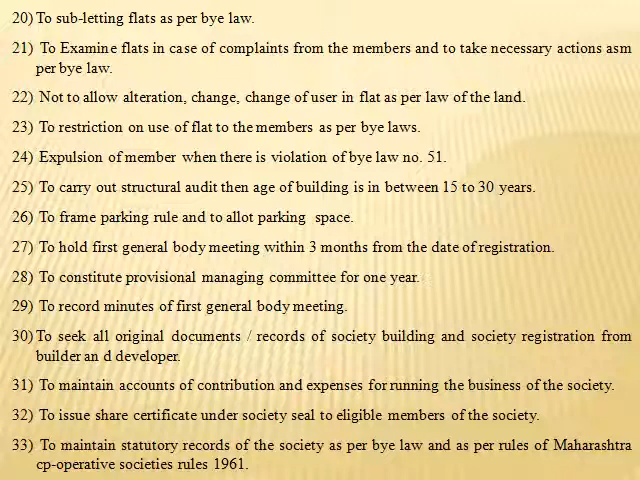 20) To sub-letting flats as per bye law.
21) To Examine flats in case of complaints from the members and to take necessary actions asm
per bye law.
22) Not to allow alteration, change, change of user in flat as per law of the land.
23) To restriction on use of flat to the members as per bye laws.
24) Expulsion of member when there is violation of bye law no. 51.
25) To carry out structural audit then age of building is in between 15 to 30 years.
26) To frame parking rule and to allot parking space.
27) To hold first general body meeting within 3 months from the date of registration.
28) To constitute provisional managing committee for one year.
29) To record minutes of first general body meeting.
30) To seek all original documents / records of society building and society registration from
builder an d developer.
31) To maintain accounts of contribution and expenses for running the business of the society.
32) To issue share certificate under society seal to eligible members of the society.
33) To maintain statutory records of the society as per bye law and as per rules of Maharashtra
cp-operative societies rules 1961.